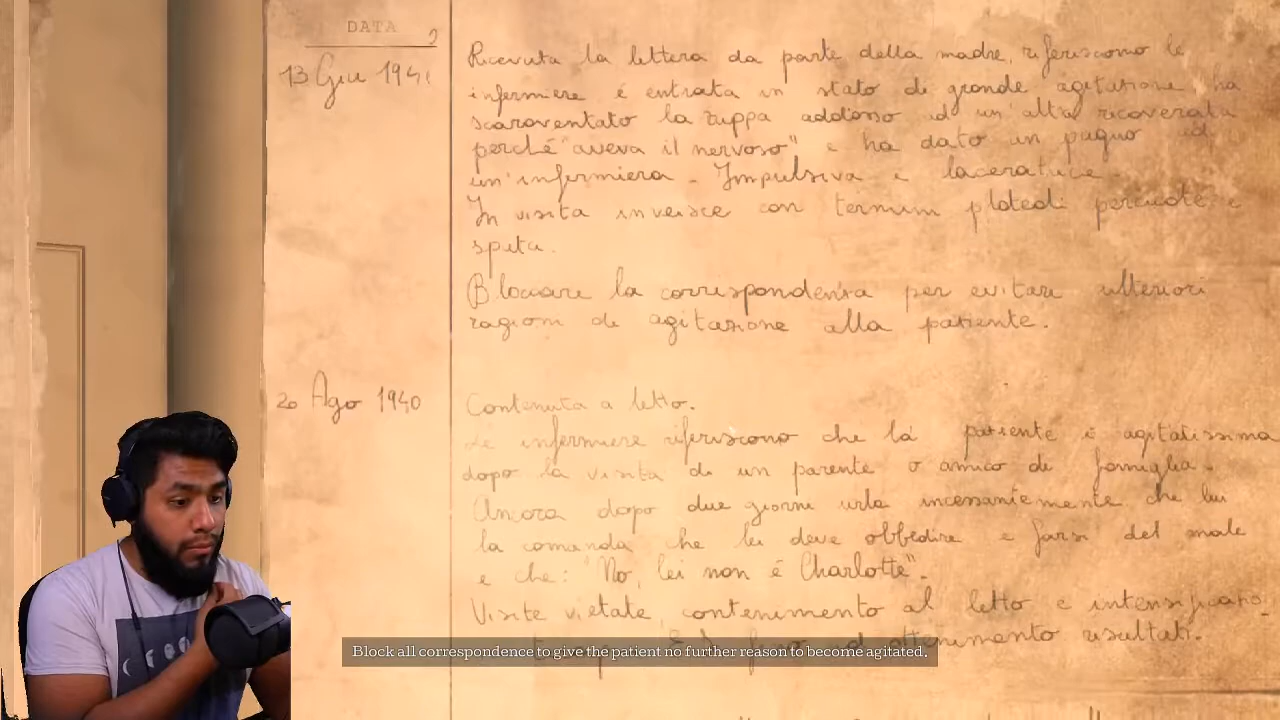 DATA
13 Giu 1941
Ricevuta la lettera da parte della madre, riferiscono le
infermiere è entrata in stato di grande agitazione ha
scaraventato la zuppa addosso ad un'altra ricoverata
perché "aveva il nervoso" e ha dato un pugno ad
un'infermiera - Impulsiva e laceratrice
In visita inveisce con termini plateali percuote e
sputa.
Bloccare la corrispondenza per evitare ulteriori
ragioni di agitazione alla paziente.
20 Ago 1940
Contenuta a letto.
Le infermiere riferiscono che la paziente è agitatissima
dopo la visita di un parente o amico di famiglia.
Ancora dopo due giorni urla incessantemente che lui
la comanda che lei deve obbedire e farsi del male
e che: "No, lei non è Charlotte".
Visite vietate, contenimento al letto e
ottenimento risultati.
Block all correspondence to give the patient no further reason to become agitated.